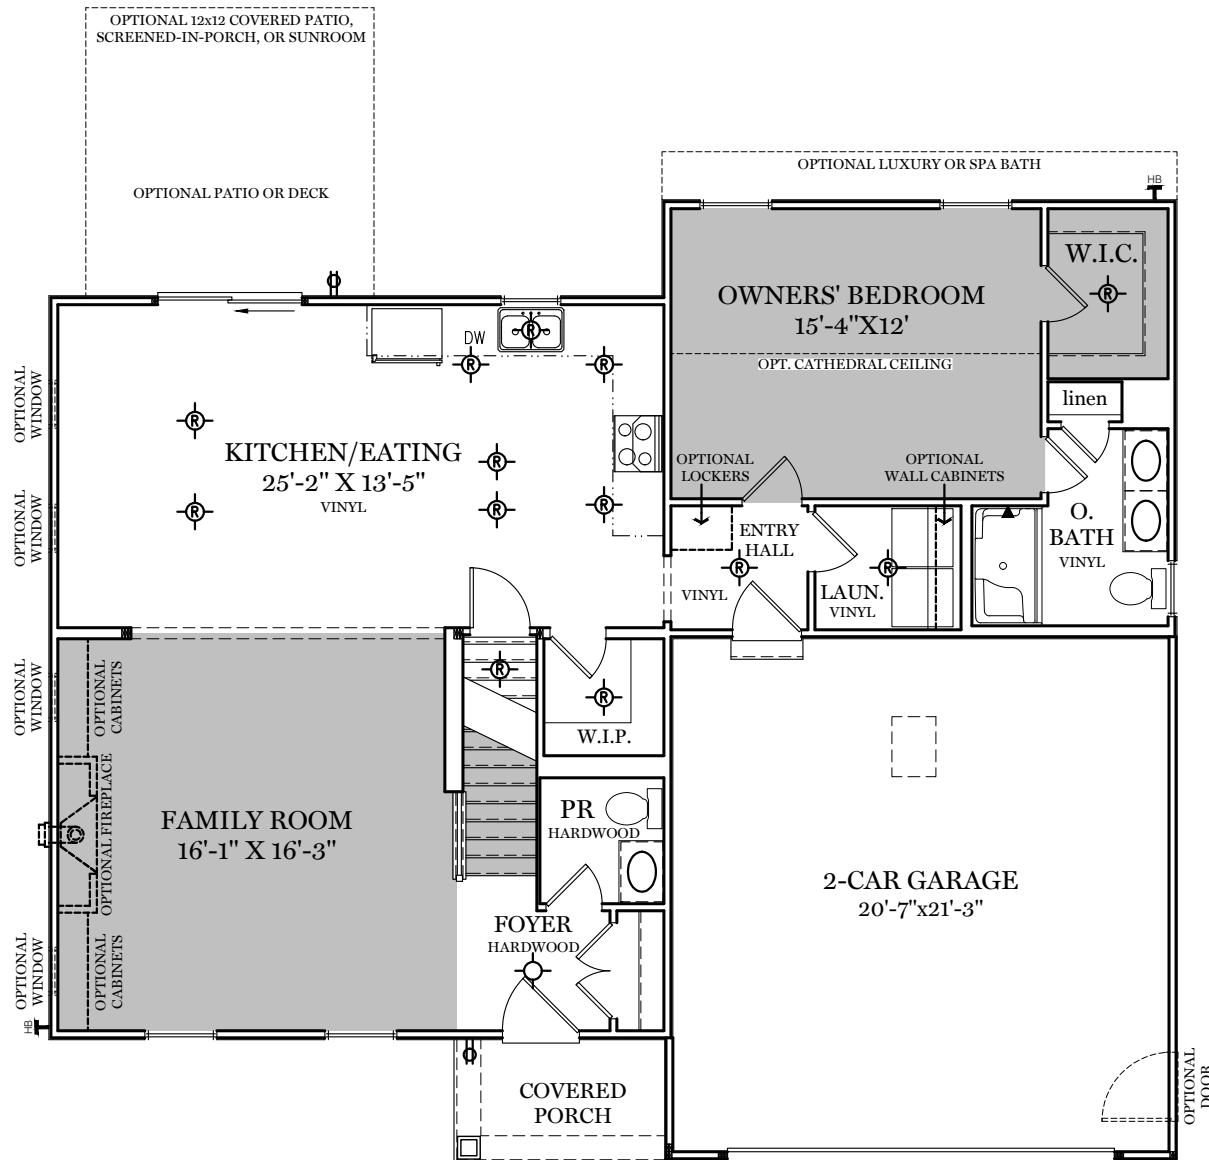 OPTIONAL 12x12 COVERED PATIO,
SCREENED-IN-PORCH, OR SUNROOM
OPTIONAL PATIO OR DECK
OPTIONAL LUXURY OR SPA BATH
HB
W.I.C.
R
OWNERS' BEDROOM
15'-4"X12'
OPT. CATHEDRAL CEILING
linen
DW
R
R
R
OPTIONAL
WINDOW
R
KITCHEN/EATING
25'-2" X 13'-5"
VINYL
R
R
R
R
OPTIONAL
WINDOW
OPTIONAL
LOCKERS
OPTIONAL
WALL CABINETS
ENTRY
HALL
R
VINYL
R
LAUN.
VINYL
O.
BATH
VINYL
OPTIONAL
WINDOW
OPTIONAL
CABINETS
R
R
W.I.P.
OPTIONAL FIREPLACE
FAMILY ROOM
16'-1" X 16'-3"
PR
HARDWOOD
2-CAR GARAGE
20'-7"x21'-3"
FOYER
HARDWOOD
OPTIONAL
WINDOW
OPTIONAL
CABINETS
HB
COVERED
PORCH
OPTIONAL
DOOR